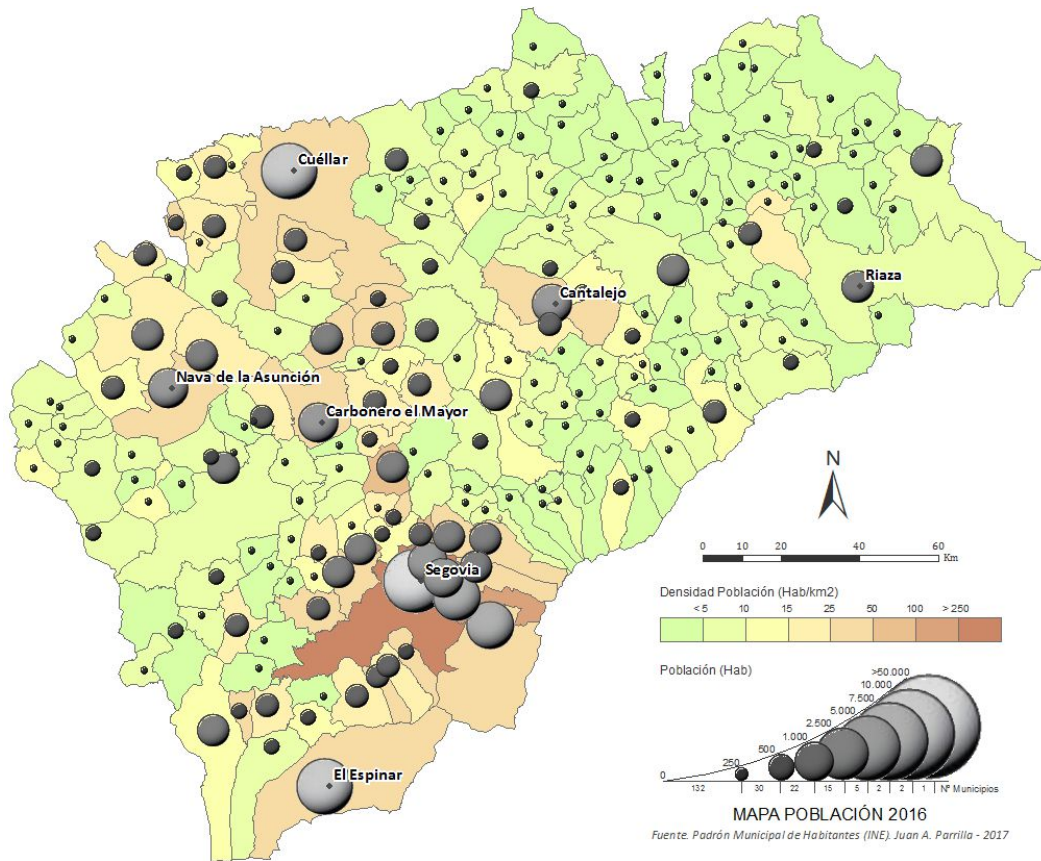 Cuéllar
Riaza
Cantalejo
Nava de la Asunción
Carbonero el Mayor
Segovia
El Espinar
N
0 10 20 40 60
Km
Densidad Población (Hab/km2)
< 5 10 15 25 50 100 > 250
Población (Hab)
>50.000
10.000
7.500
5.000
2.500
1.000
500
250
0
132 30 22 15 5 2 2 1 Nº Municipios
MAPA POBLACIÓN 2016
Fuente. Padrón Municipal de Habitantes (INE). Juan A. Parrilla - 2017